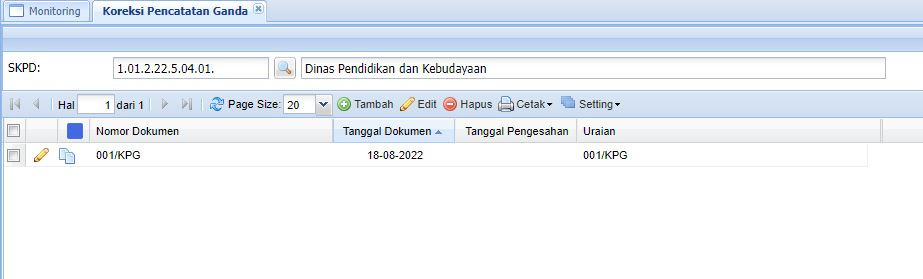 Monitoring Koreksi Pencatatan Ganda
SKPD: 1.01.2.22.5.04.01. Dinas Pendidikan dan Kebudayaan
Hal 1 dari 1 Page Size: 20 Tambah Edit Hapus Cetak Setting
Nomor Dokumen Tanggal Dokumen Tanggal Pengesahan Uraian
001/KPG 18-08-2022 001/KPG